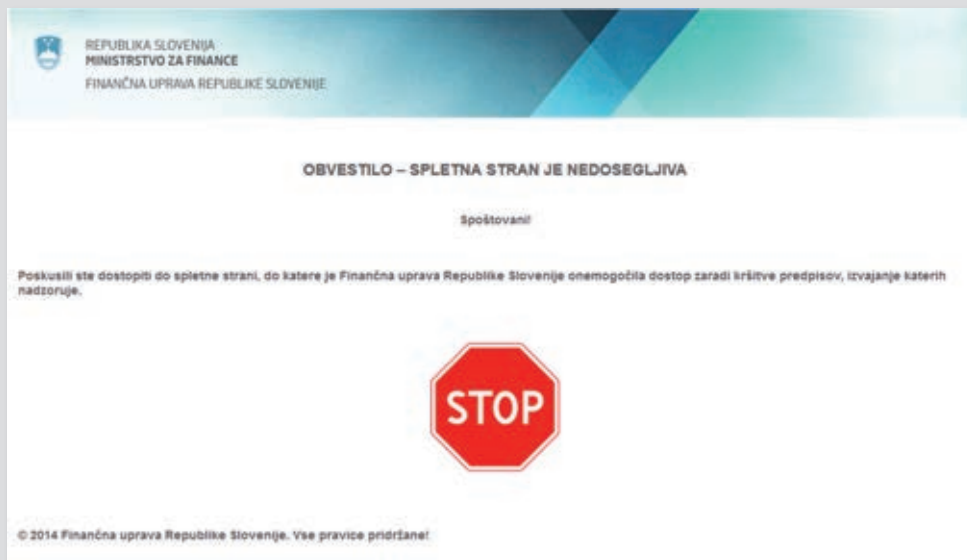 REPUBLIKA SLOVENIJA
MINISTRSTVO ZA FINANCE
FINANČNA UPRAVA REPUBLIKE SLOVENIJE
OBVESTILO – SPLETNA STRAN JE NEDOSEGLJIVA
Spoštovani!
Poskusili ste dostopiti do spletne strani, do katere je Finančna uprava Republike Slovenije onemogočila dostop zaradi kršitve predpisov, izvajanje katerih
nadzoruje.
STOP
© 2014 Finančna uprava Republike Slovenije. Vse pravice pridržane!